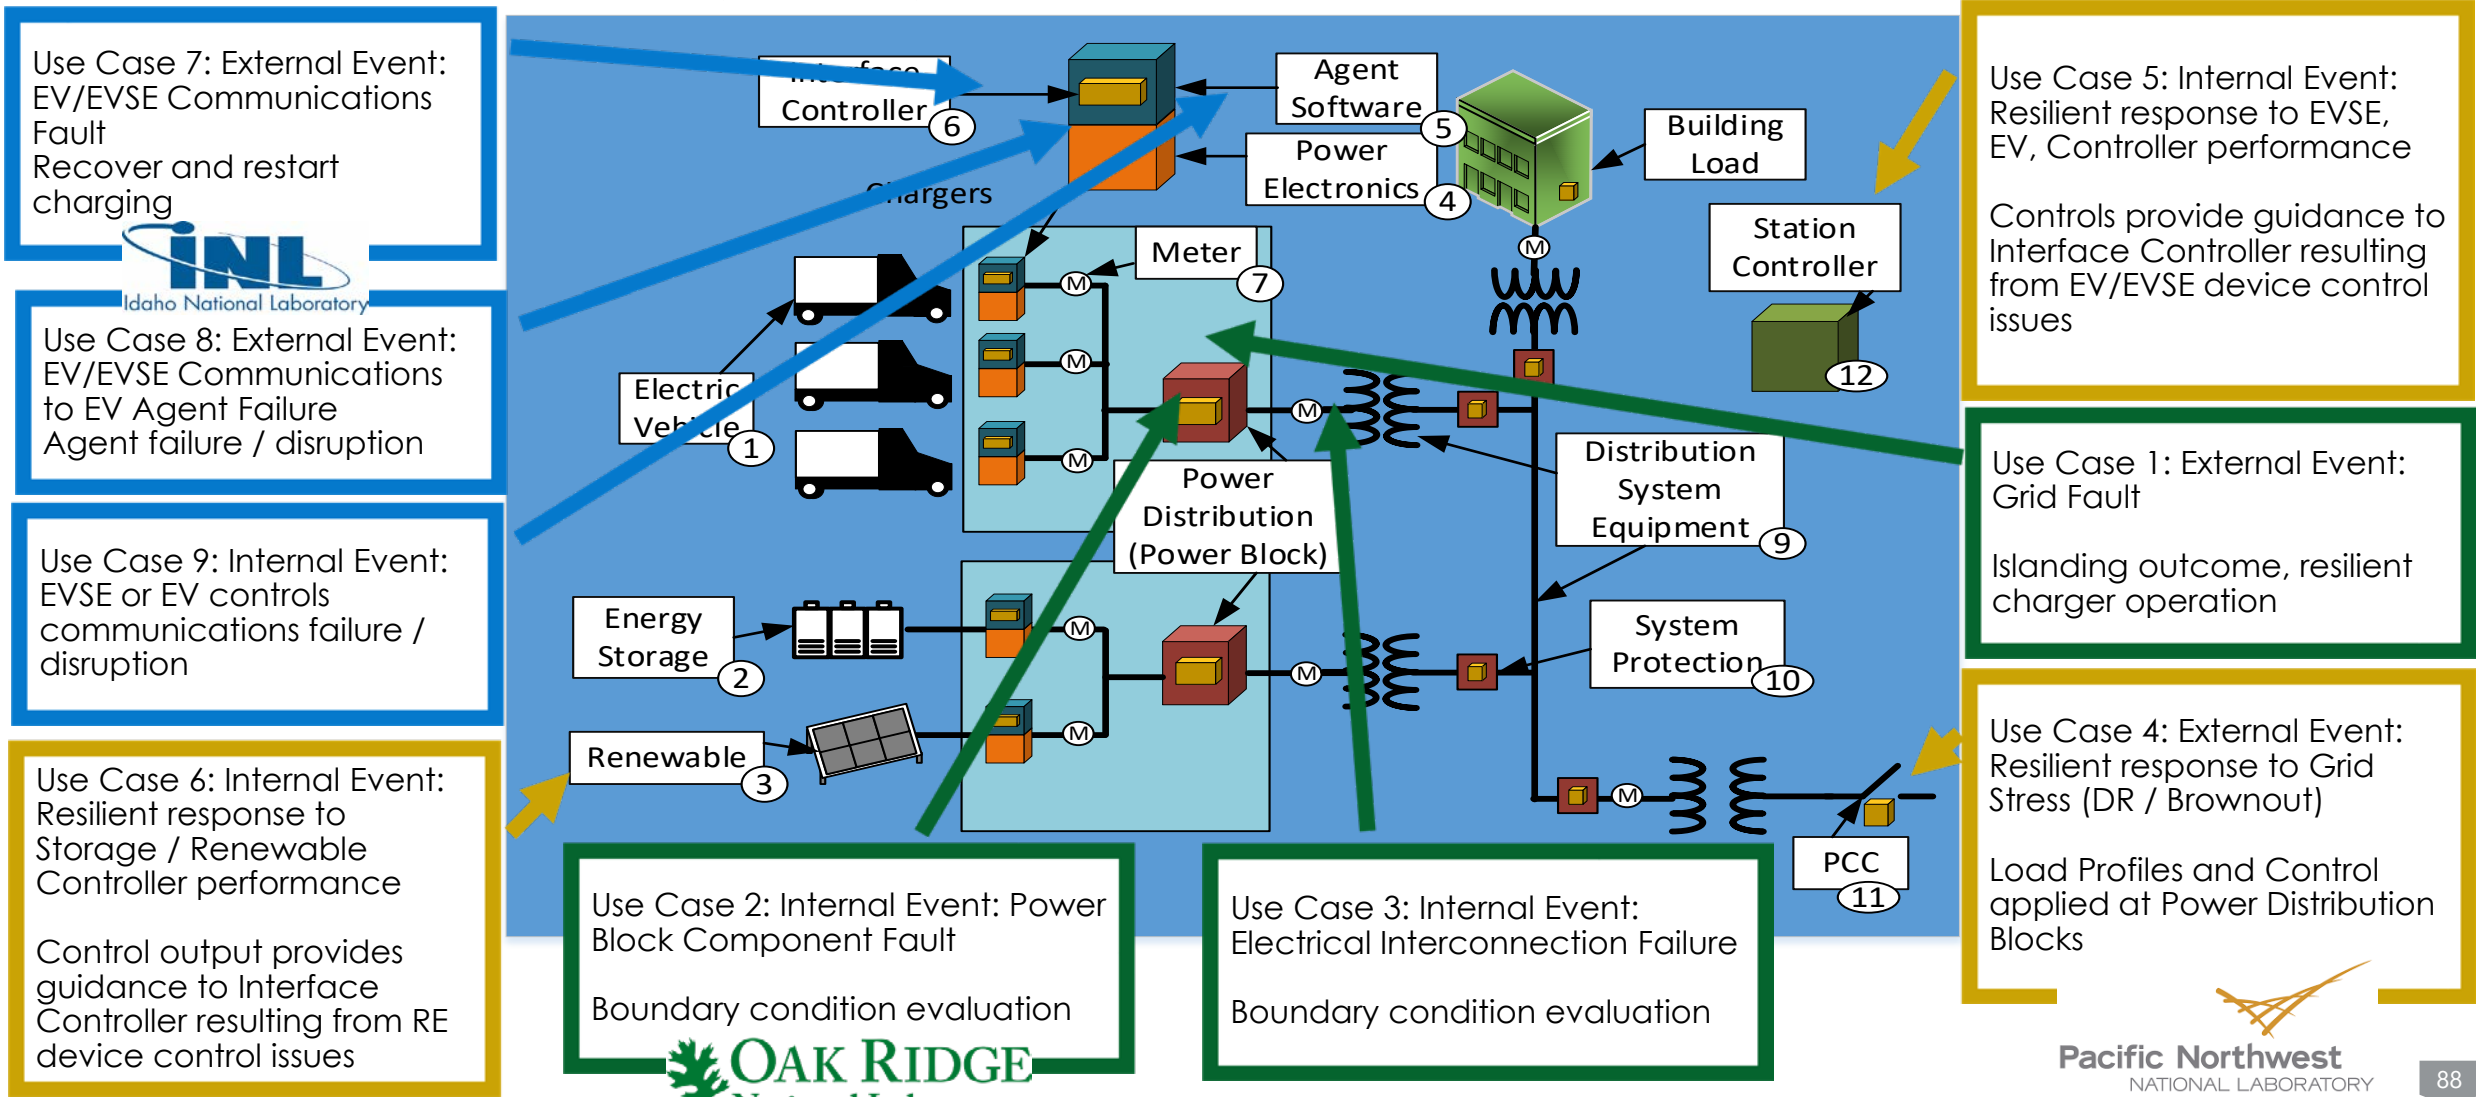 Use Case 7: External Event:
EV/EVSE Communications
Fault
Recover and restart
charging
INL
Idaho National Laboratory
Use Case 8: External Event:
EV/EVSE Communications
to EV Agent Failure
Agent failure / disruption
Use Case 9: Internal Event:
EVSE or EV controls
communications failure /
disruption
Use Case 6: Internal Event:
Resilient response to
Storage / Renewable
Controller performance
Control output provides
guidance to Interface
Controller resulting from RE
device control issues
Interface
Controller
6
Agent
Software
5
Power
Electronics
4
Chargers
Building
Load
Meter
7
Station
Controller
12
Electric
Vehicle
1
M
M
M
M
M
Power
Distribution
(Power Block)
Distribution
System
Equipment
9
Energy
Storage
2
Renewable
3
M
M
M
System
Protection
10
M
PCC
11
Use Case 2: Internal Event: Power
Block Component Fault
Boundary condition evaluation
OAK RIDGE
Use Case 3: Internal Event:
Electrical Interconnection Failure
Boundary condition evaluation
Use Case 5: Internal Event:
Resilient response to EVSE,
EV, Controller performance
Controls provide guidance to
Interface Controller resulting
from EV/EVSE device control
issues
Use Case 1: External Event:
Grid Fault
Islanding outcome, resilient
charger operation
Use Case 4: External Event:
Resilient response to Grid
Stress (DR / Brownout)
Load Profiles and Control
applied at Power Distribution
Blocks
Pacific Northwest
NATIONAL LABORATORY
88